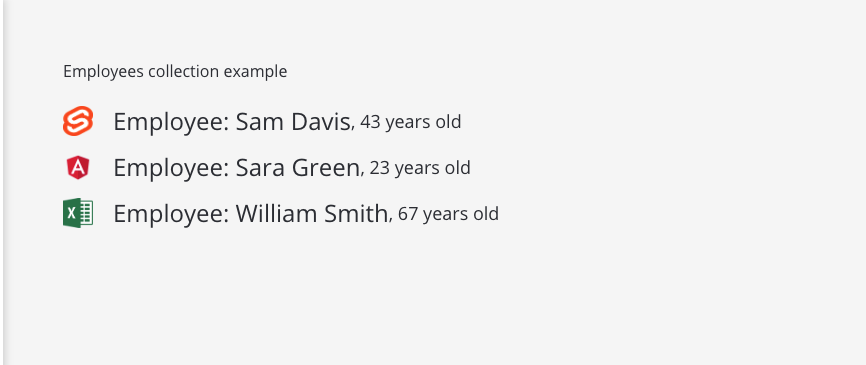 Employees collection example
Employee: Sam Davis, 43 years old
Employee: Sara Green, 23 years old
Employee: William Smith, 67 years old